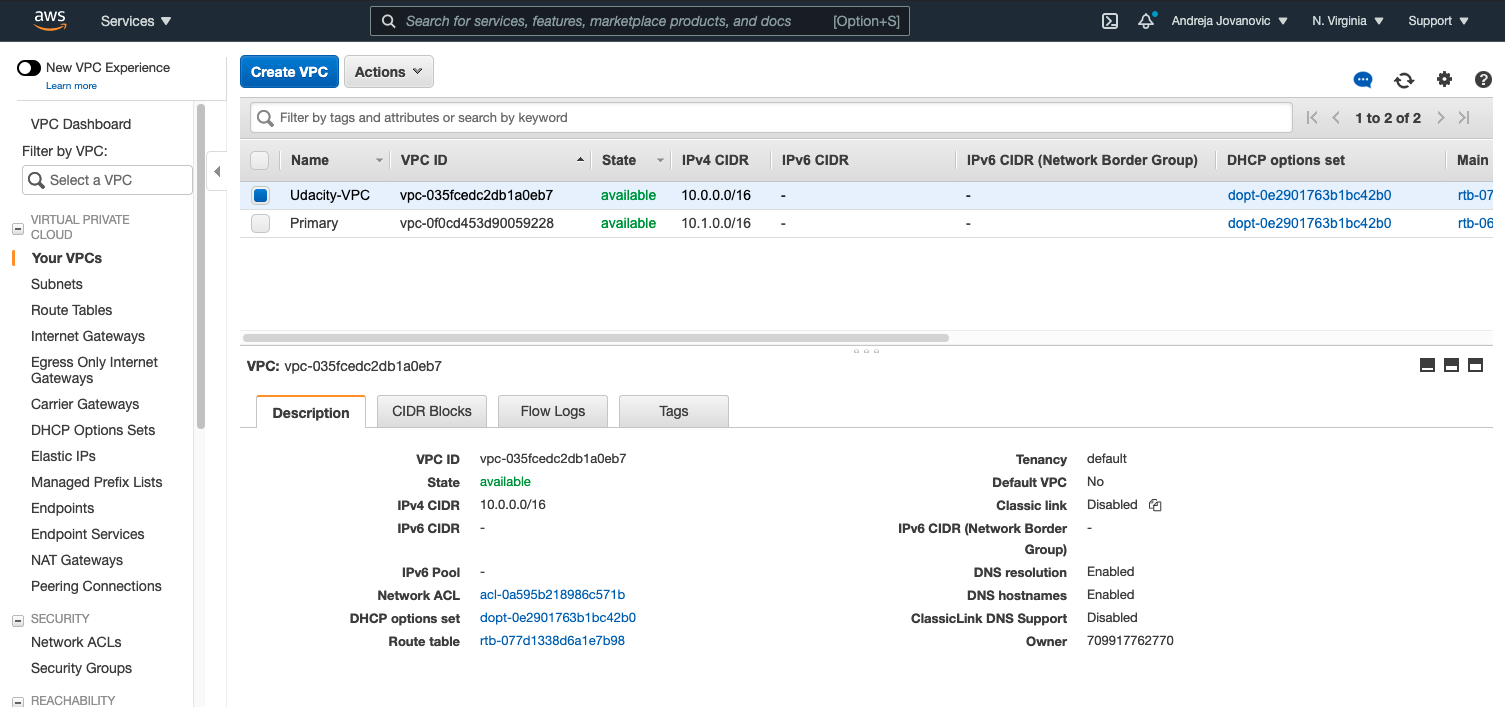 aws Services Search for services, features, marketplace products, and docs [Option+S] Andreja Jovanovic N. Virginia Support
New VPC Experience
Learn more
Create VPC Actions
VPC Dashboard
Filter by VPC:
Select a VPC
VIRTUAL PRIVATE
CLOUD
Your VPCs
Subnets
Route Tables
Internet Gateways
Egress Only Internet
Gateways
Carrier Gateways
DHCP Options Sets
Elastic IPs
Managed Prefix Lists
Endpoints
Endpoint Services
NAT Gateways
Peering Connections
SECURITY
Network ACLs
Security Groups
REACHABILITY
Filter by tags and attributes or search by keyword 1 to 2 of 2
Name VPC ID State IPv4 CIDR IPv6 CIDR IPv6 CIDR (Network Border Group) DHCP options set Main
Udacity-VPC vpc-035fcedc2db1a0eb7 available 10.0.0.0/16 - - dopt-0e2901763b1bc42b0 rtb-07
Primary vpc-0f0cd453d90059228 available 10.1.0.0/16 - - dopt-0e2901763b1bc42b0 rtb-06
VPC: vpc-035fcedc2db1a0eb7
Description CIDR Blocks Flow Logs Tags
VPC ID vpc-035fcedc2db1a0eb7
State available
IPv4 CIDR 10.0.0.0/16
IPv6 CIDR -
IPv6 Pool -
Network ACL acl-0a595b218986c571b
DHCP options set dopt-0e2901763b1bc42b0
Route table rtb-077d1338d6a1e7b98
Tenancy default
Default VPC No
Classic link Disabled
IPv6 CIDR (Network Border -
Group)
DNS resolution Enabled
DNS hostnames Enabled
ClassicLink DNS Support Disabled
Owner 709917762770